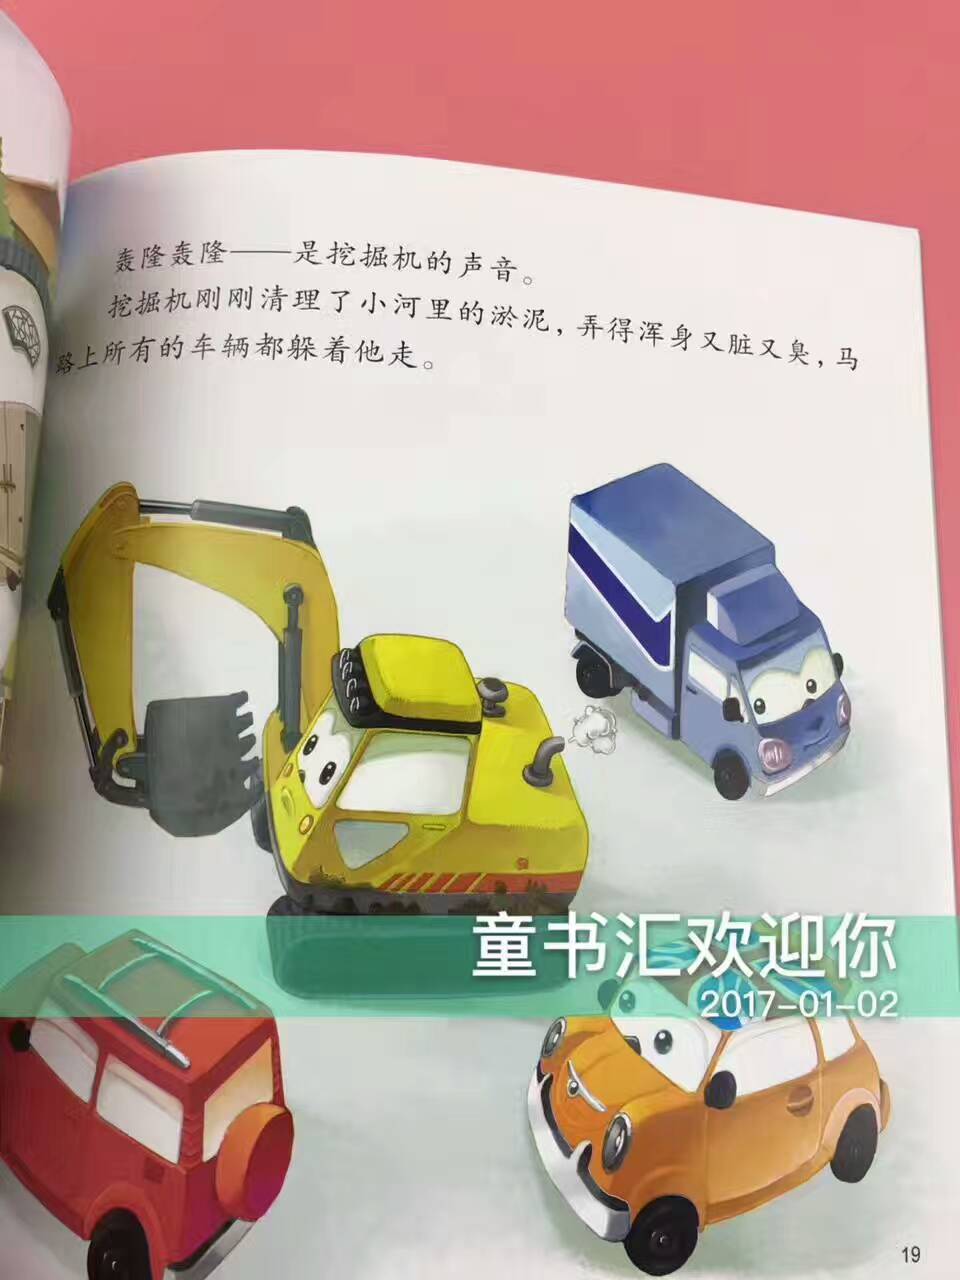 轰隆轰隆——是挖掘机的声音。
挖掘机刚刚清理了小河里的淤泥，弄得浑身又脏又臭，马
路上所有的车辆都躲着他走。
童书汇欢迎你
2017-01-02
19